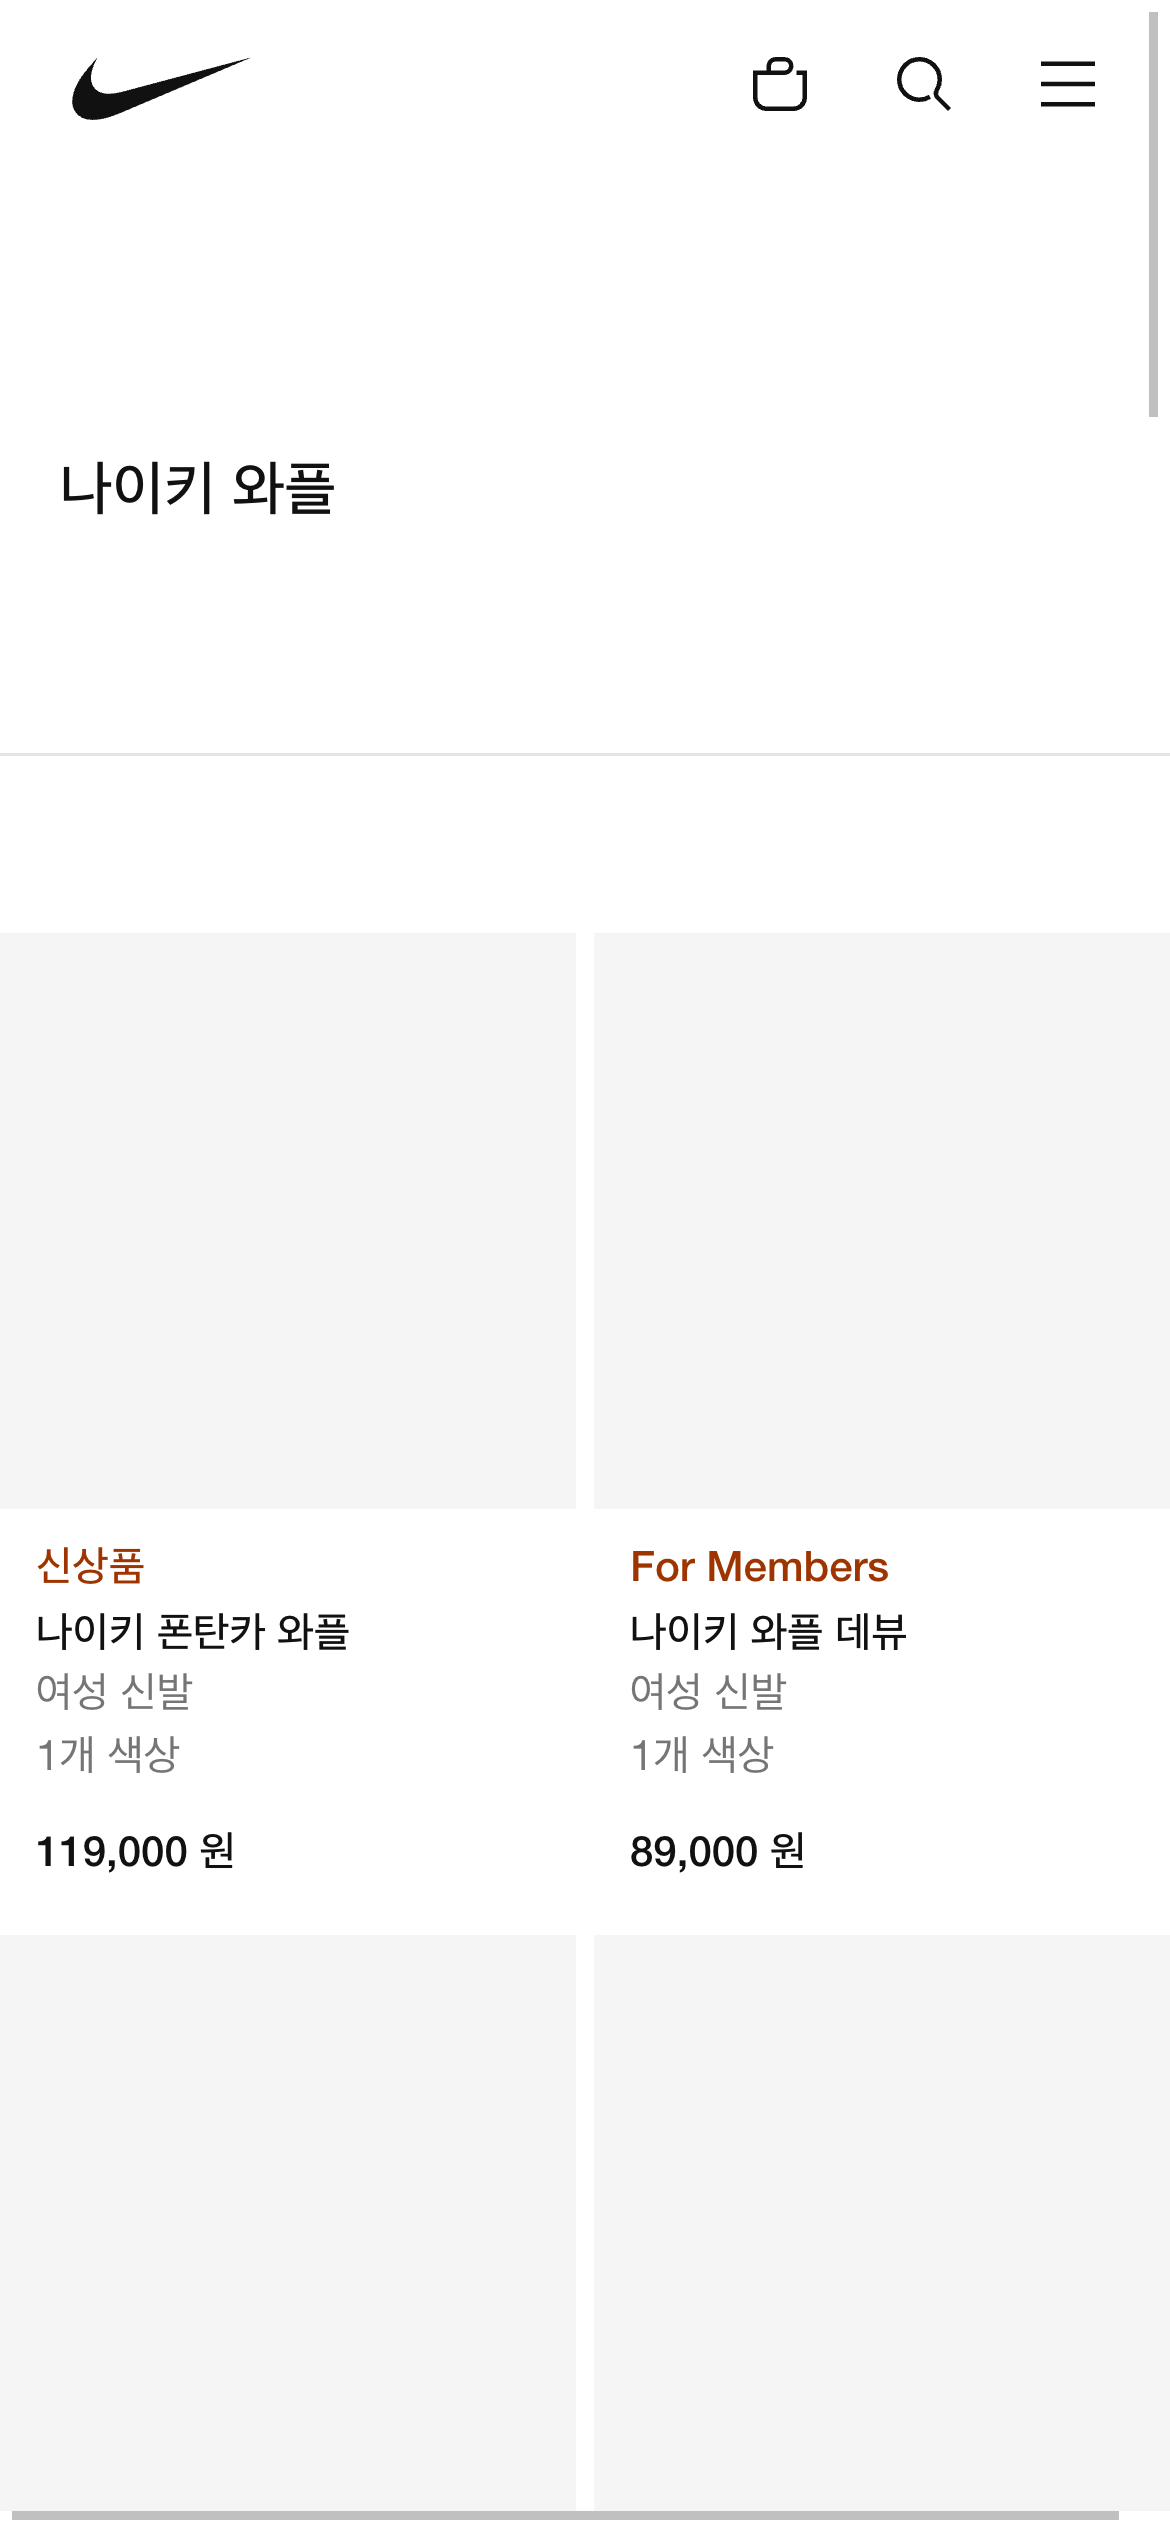 나이키 와플
신상품
나이키 폰탄카 와플
여성 신발
1개 색상
119,000 원
For Members
나이키 와플 데뷰
여성 신발
1개 색상
89,000 원